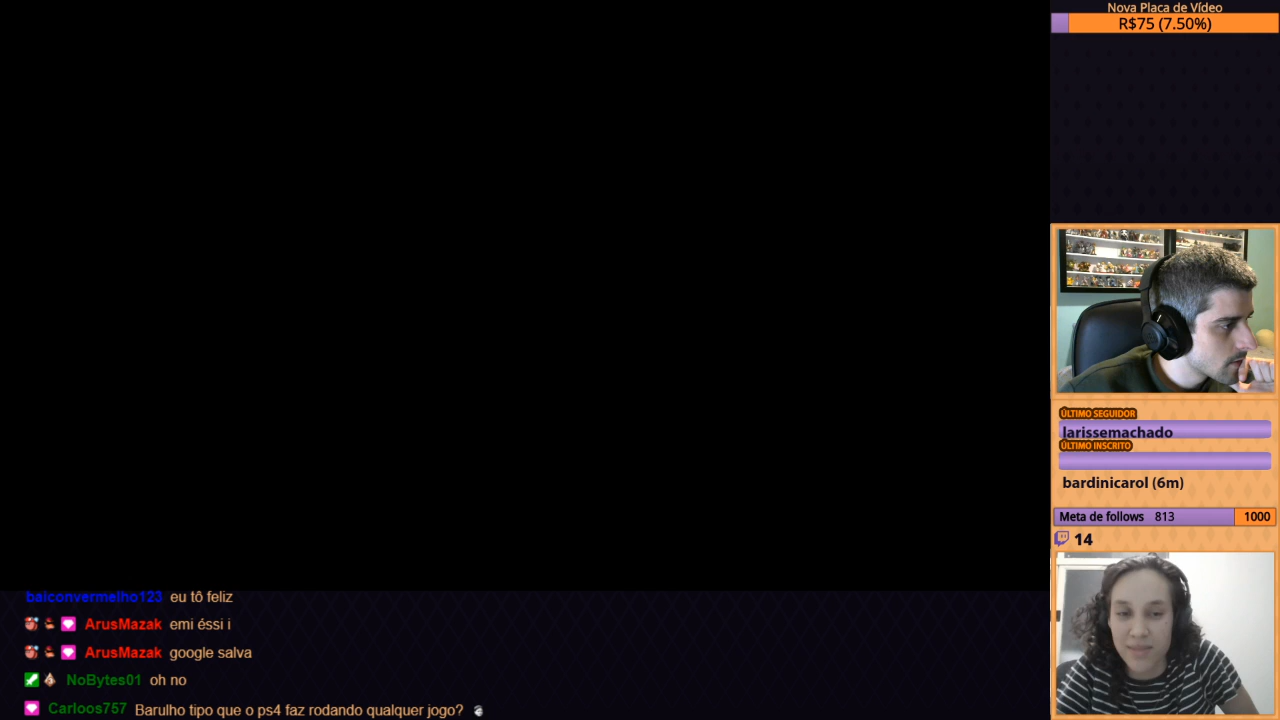 Nova Placa de Vídeo
R$75 (7.50%)
ÚLTIMO SEGUIDOR
larissemachado
ÚLTIMO INSCRITO
bardinicarol (6m)
Meta de follows 813 1000
14
baiconvermelho123 eu tô feliz
ArusMazak emi éssi i
ArusMazak google salva
NoBytes01 oh no
Carloos757 Barulho tipo que o ps4 faz rodando qualquer jogo?